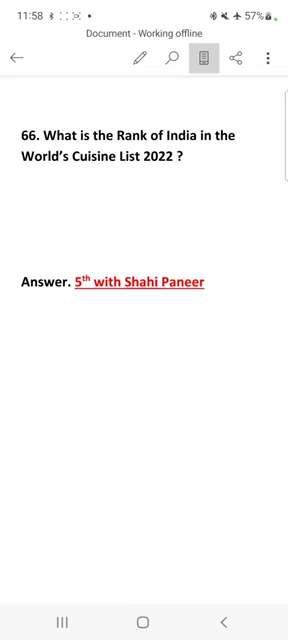 11:58
57%
Document - Working offline
66. What is the Rank of India in the
World's Cuisine List 2022 ?
Answer. 5th with Shahi Paneer